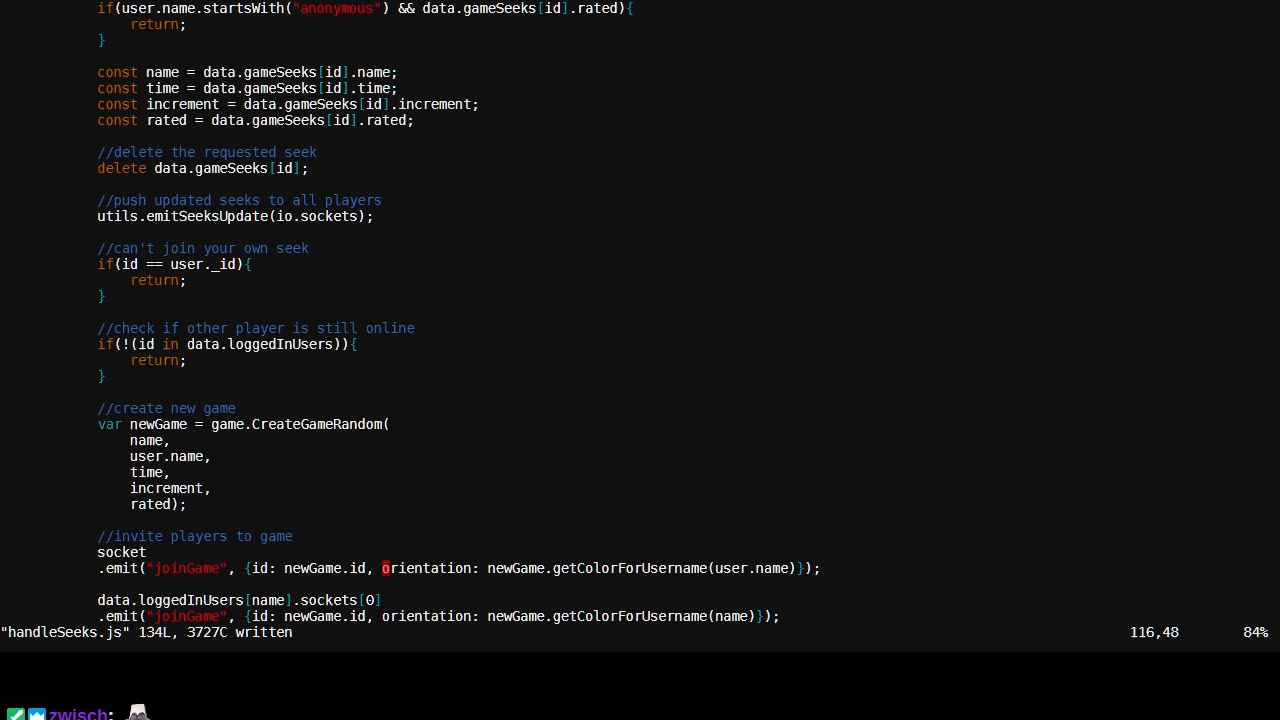 if(user.name.startsWith("anonymous") && data.gameSeeks[id].rated){
return;
}
const name = data.gameSeeks[id].name;
const time = data.gameSeeks[id].time;
const increment = data.gameSeeks[id].increment;
const rated = data.gameSeeks[id].rated;
//delete the requested seek
delete data.gameSeeks[id];
//push updated seeks to all players
utils.emitSeeksUpdate(io.sockets);
//can't join your own seek
if(id == user._id){
return;
}
//check if other player is still online
if(!(id in data.loggedInUsers)){
return;
}
//create new game
var newGame = game.CreateGameRandom(
name,
user.name,
time,
increment,
rated);
//invite players to game
socket
.emit("joinGame", {id: newGame.id, orientation: newGame.getColorForUsername(user.name)});
data.loggedInUsers[name].sockets[0]
.emit("joinGame", {id: newGame.id, orientation: newGame.getColorForUsername(name)});
"handleSeeks.js" 134L, 3727C written 116,48 84%
zwisch: